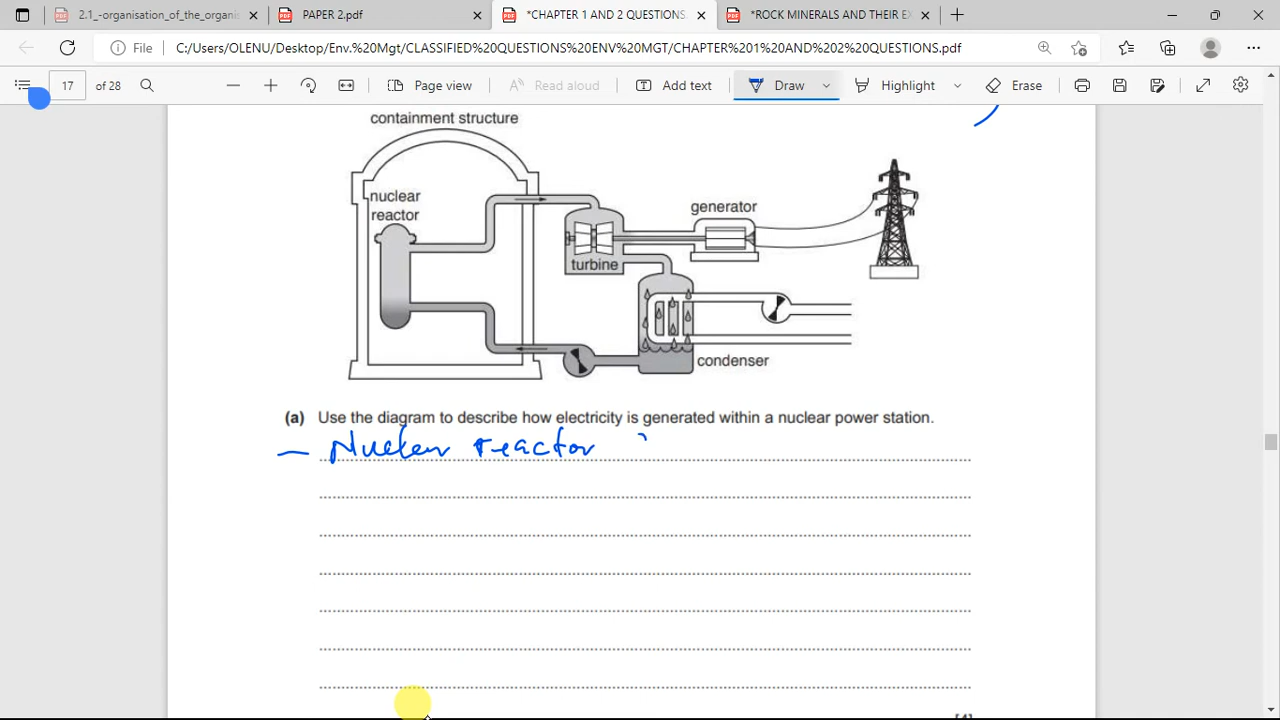 2.1_-organisation_of_the_organis
PAPER 2.pdf
*CHAPTER 1 AND 2 QUESTIONS.
*ROCK MINERALS AND THEIR EX
File
C:/Users/OLENU/Desktop/Env.%20Mgt/CLASSIFIED%20QUESTIONS%20ENV%20MGT/CHAPTER%201%20AND%202%20QUESTIONS.pdf
17 of 28
Page view
Read aloud
Add text
Draw
Highlight
Erase
containment structure
nuclear
reactor
generator
turbine
condenser
(a) Use the diagram to describe how electricity is generated within a nuclear power station.
– Nuclear reactor
[4]